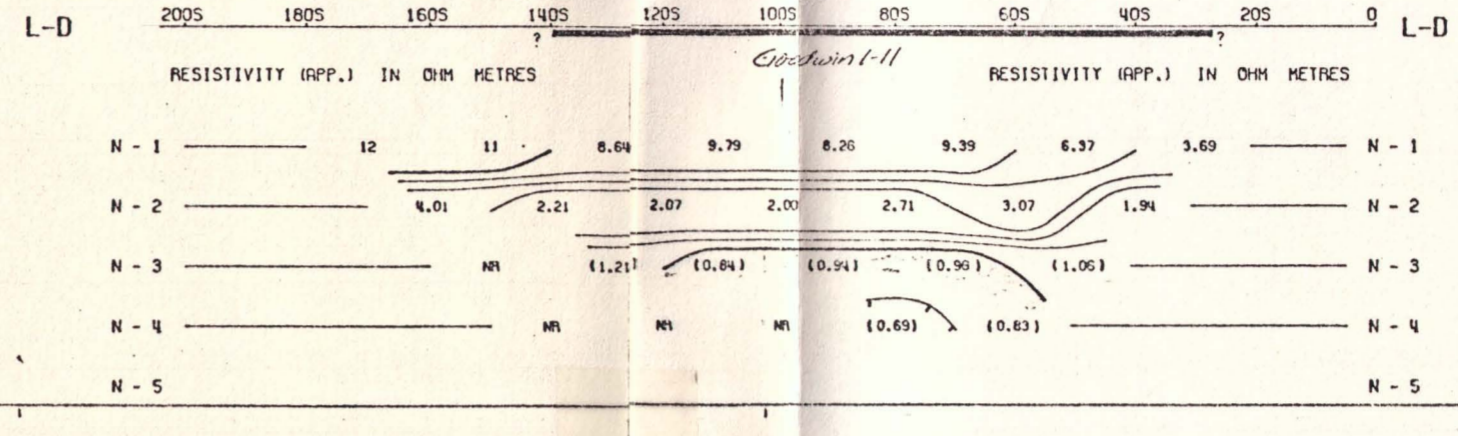 L-D 200S 180S 160S 140S 120S 100S 80S 60S 40S 20S 0 L-D
? ?
Goodwin 1-11
RESISTIVITY (APP.) IN OHM METRES RESISTIVITY (APP.) IN OHM METRES
N - 1 12 11 8.64 9.79 8.26 9.39 6.37 3.69 N - 1
N - 2 4.01 2.21 2.07 2.00 2.71 3.07 1.94 N - 2
N - 3 NR (1.21) (0.84) (0.94) (0.96) (1.06) N - 3
N - 4 NR NR NR (0.69) (0.83) N - 4
N - 5 N - 5